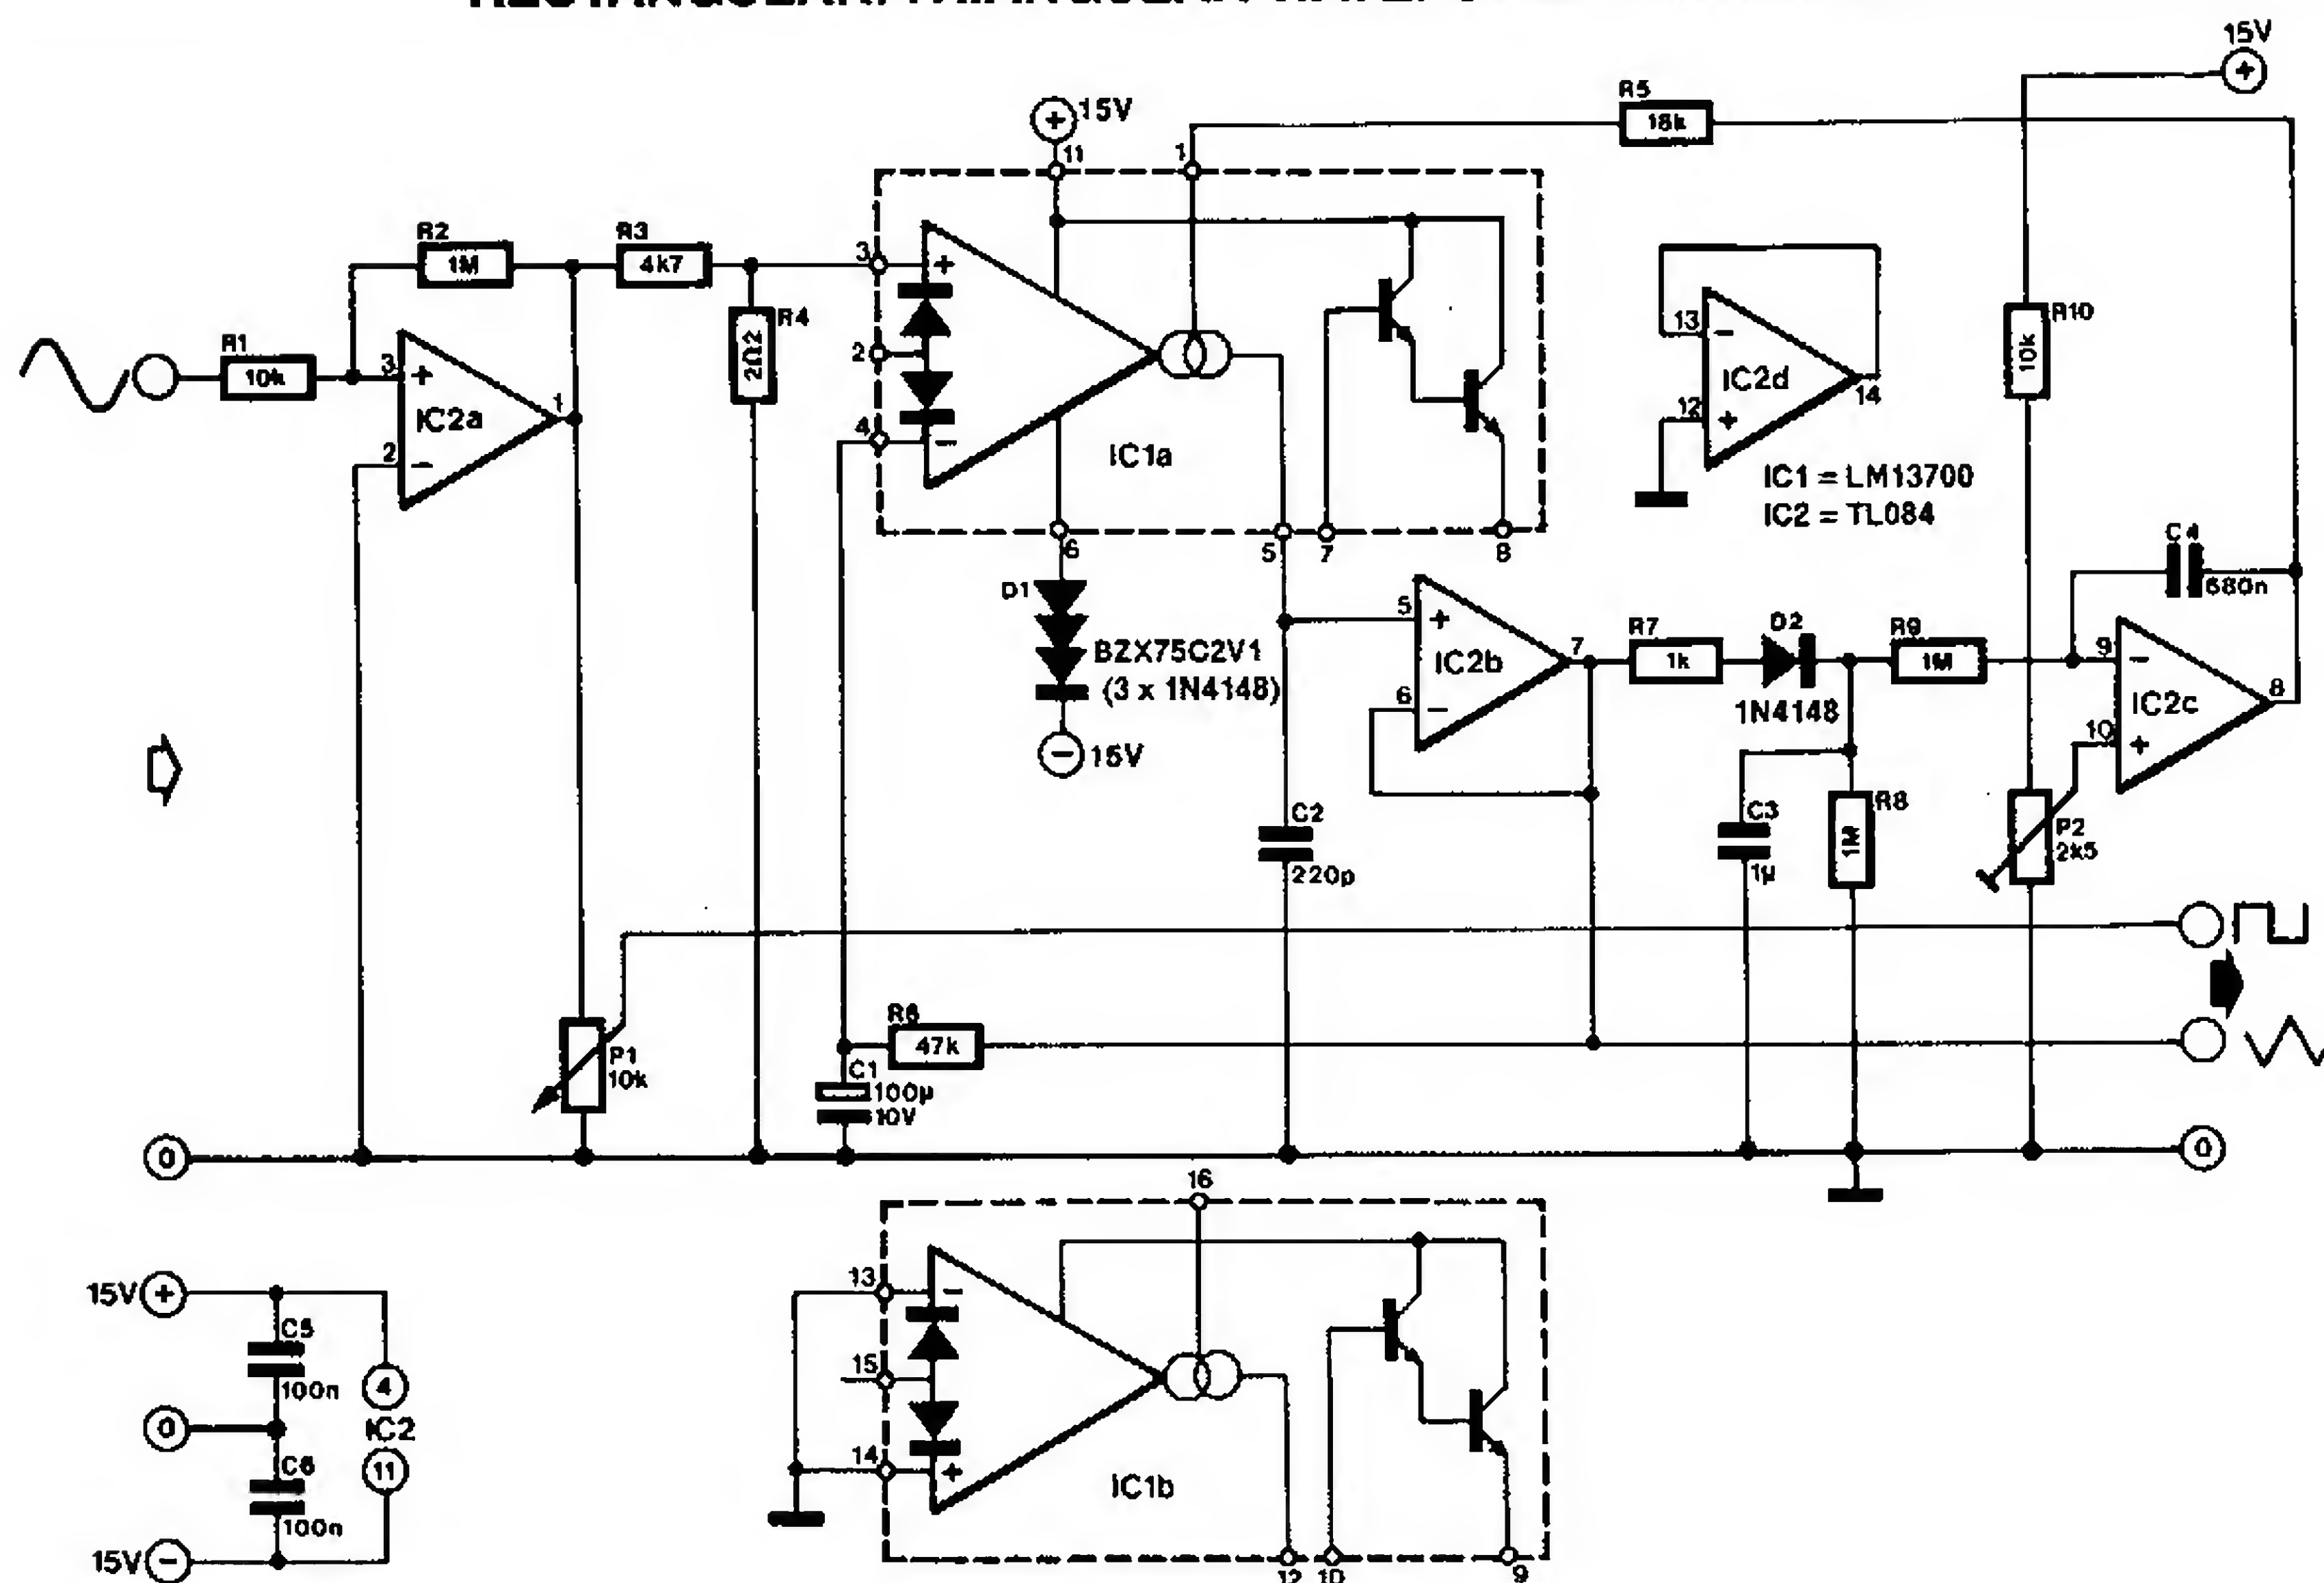 15V
R5
18k
15V
11
1
R2
1M
R3
4k7
3
+
R4
2Ω2
R1
10k
3
+
IC2a
1
2
−
2
4
−
IC1a
6
5
7
8
13
−
IC2d
12
+
14
R10
10k
IC1 = LM13700
IC2 = TL084
C4
680n
D1
BZX75C2V1
(3 x 1N4148)
15V
5
+
IC2b
7
6
−
R7
1k
D2
1N4148
R9
1M
9
−
IC2c
8
10
+
C2
220p
C3
1µ
R8
1M
P2
2k5
P1
10k
R6
47k
C1
100µ
10V
0
0
16
13
−
15
14
+
IC1b
12
10
9
15V
+
C5
100n
4
0
IC2
C6
100n
11
15V
−